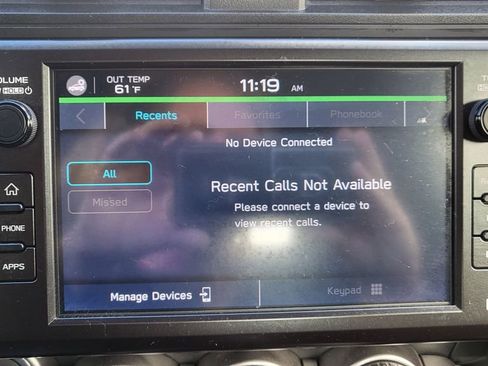 VOLUME
OUT TEMP
61°F
11:19 AM
Recents
Favorites
Phonebook
No Device Connected
All
Missed
Recent Calls Not Available
Please connect a device to
view recent calls.
PHONE
APPS
Manage Devices
Keypad